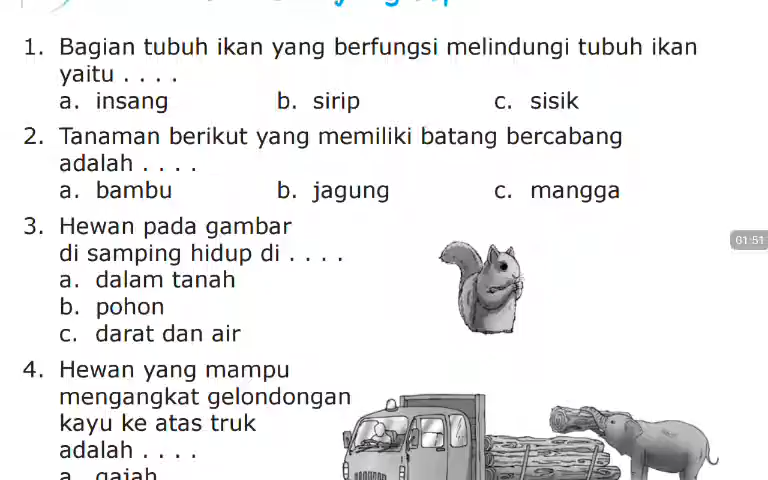 1. Bagian tubuh ikan yang berfungsi melindungi tubuh ikan
yaitu . . . .
a. insang b. sirip c. sisik
2. Tanaman berikut yang memiliki batang bercabang
adalah . . . .
a. bambu b. jagung c. mangga
3. Hewan pada gambar
di samping hidup di . . . .
a. dalam tanah
b. pohon
c. darat dan air
61:51
4. Hewan yang mampu
mengangkat gelondongan
kayu ke atas truk
adalah . . . .
a. gajah